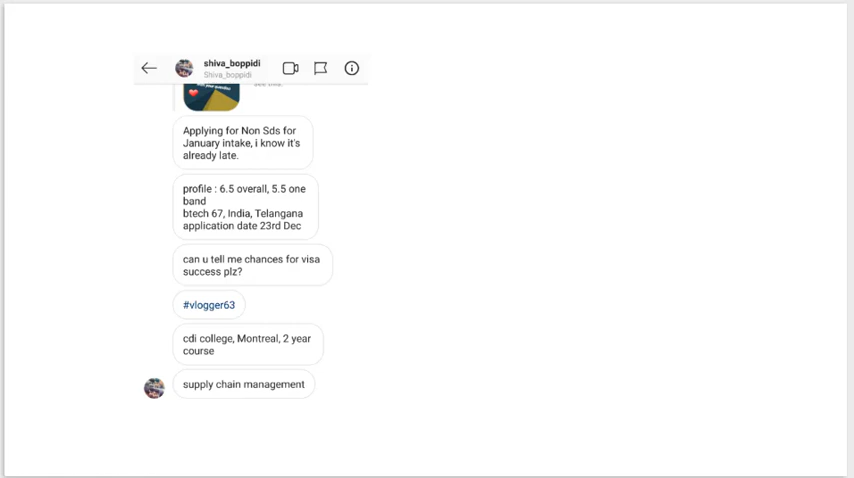 shiva_boppidi
Shiva_boppidi
Applying for Non Sds for
January intake, i know it's
already late.
profile : 6.5 overall, 5.5 one
band
btech 67, India, Telangana
application date 23rd Dec
can u tell me chances for visa
success plz?
#vlogger63
cdi college, Montreal, 2 year
course
supply chain management